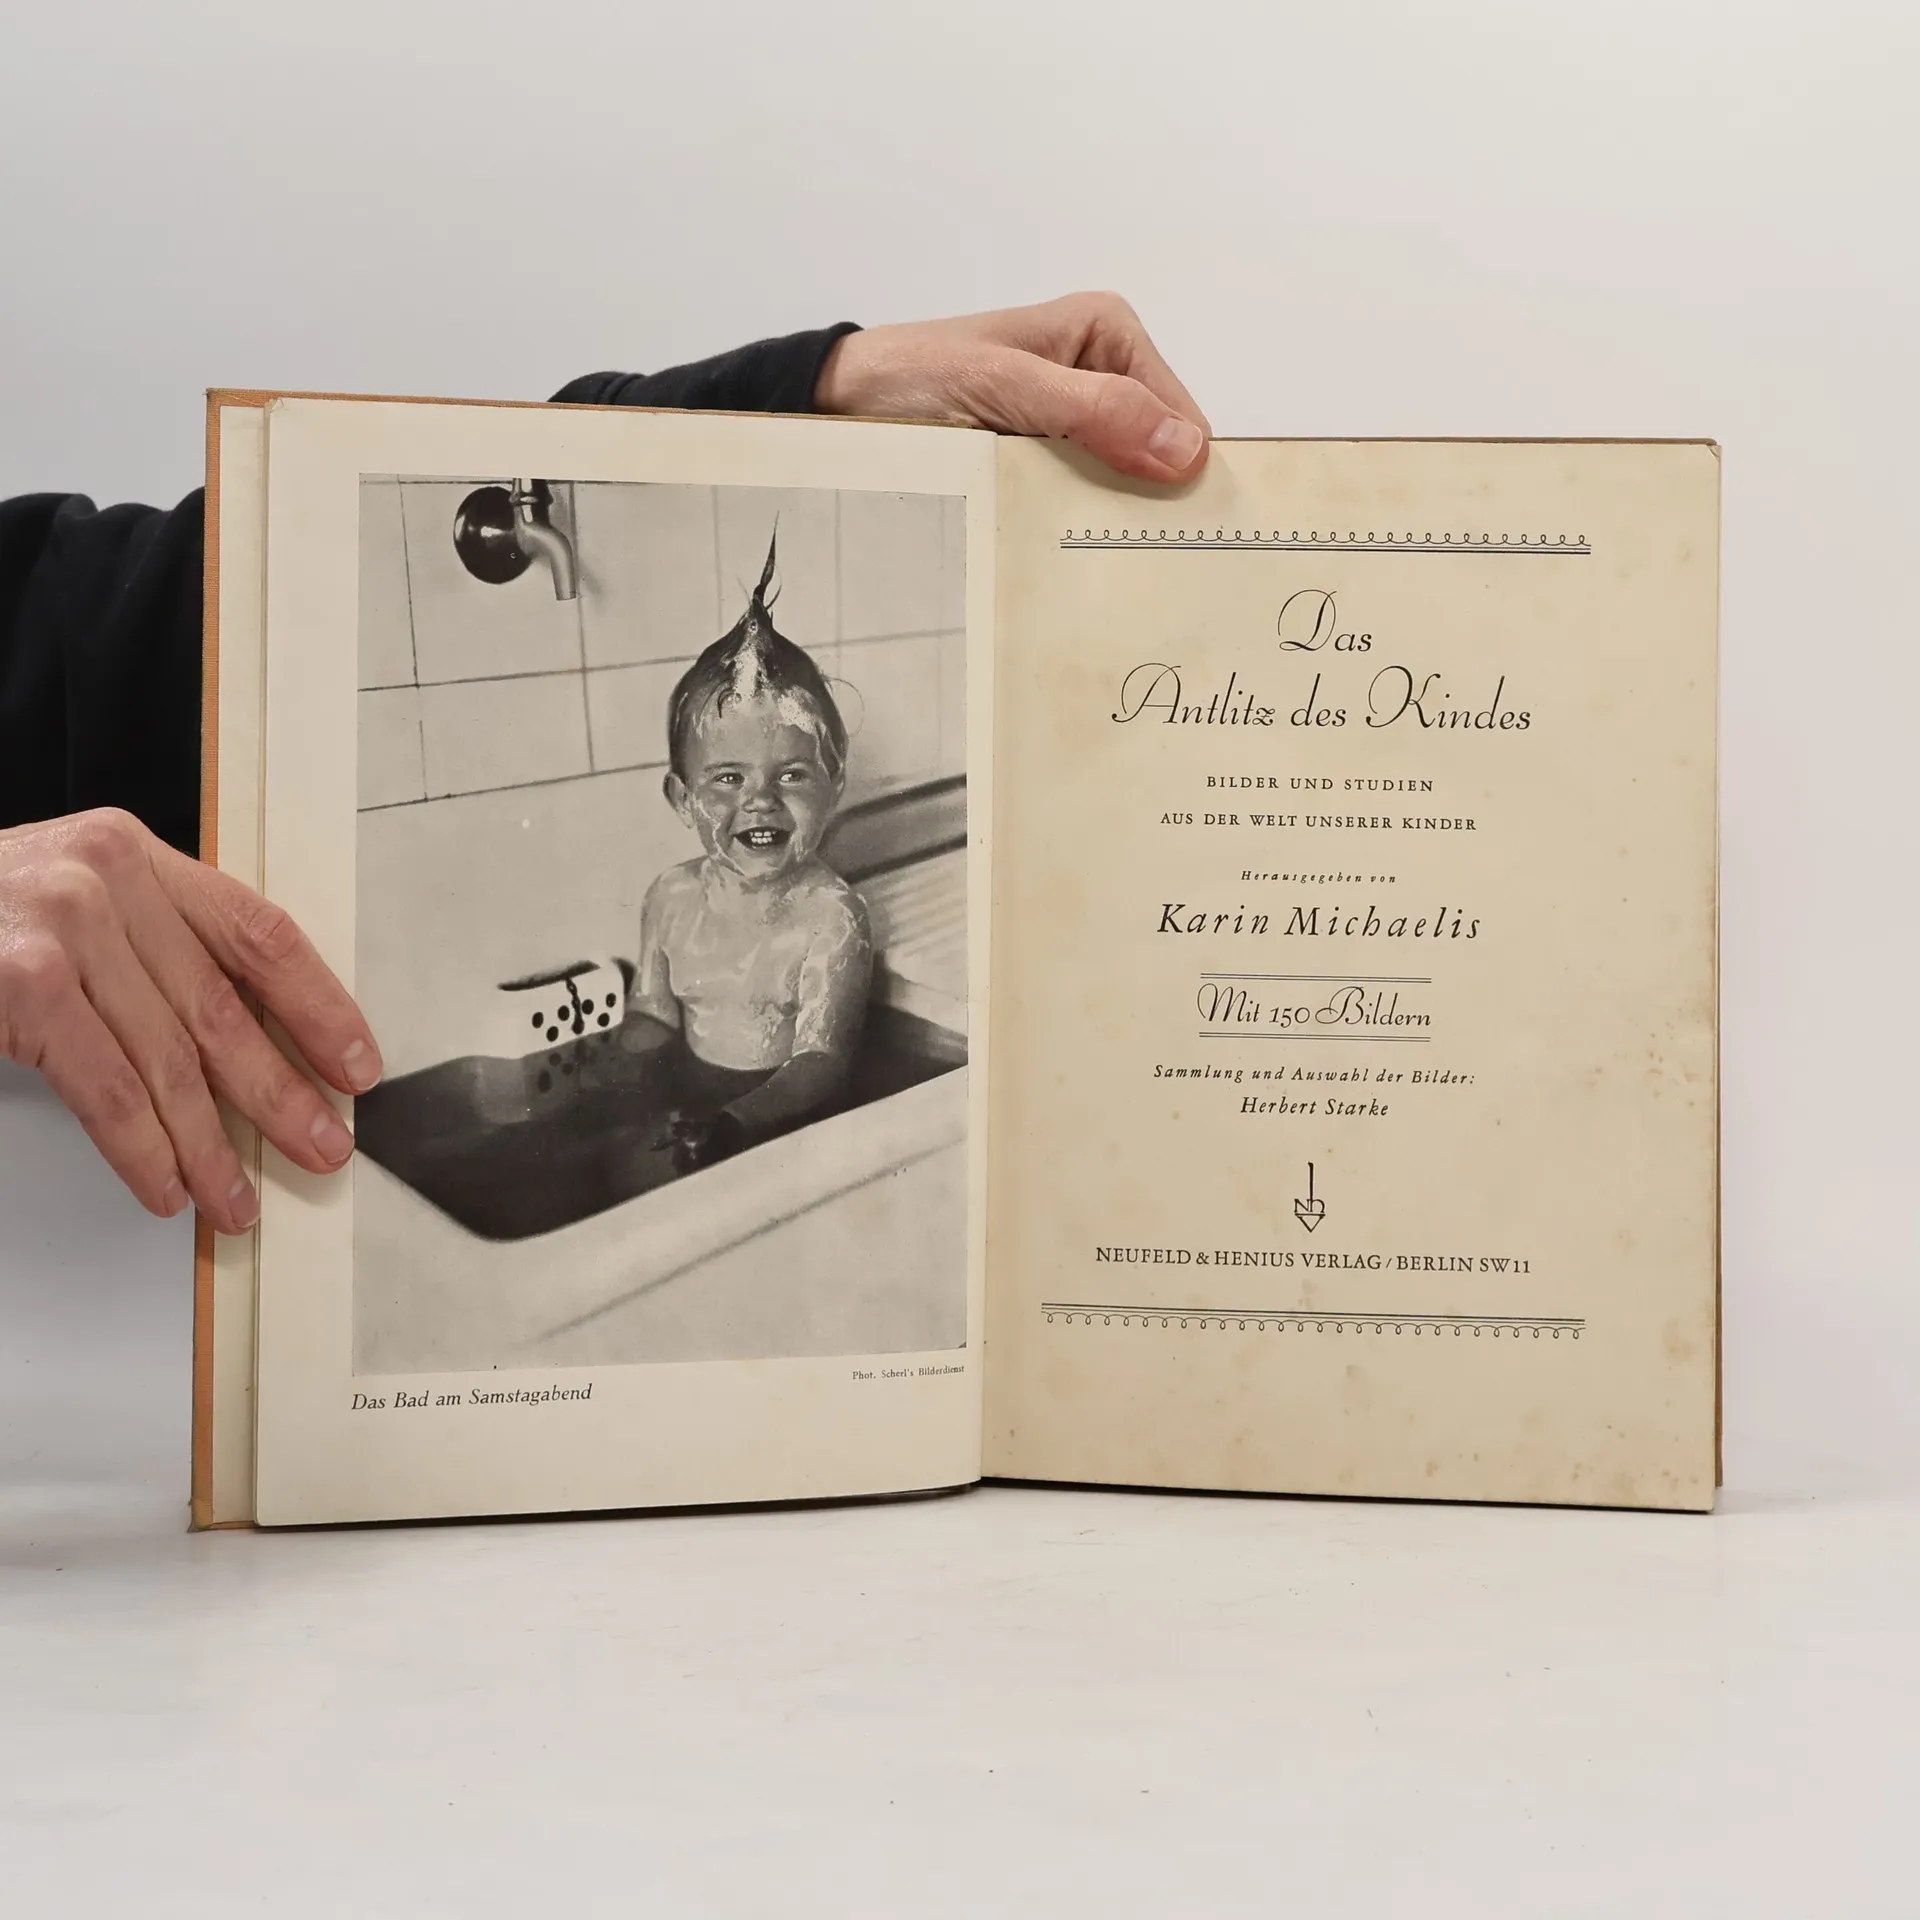 Phot. Scherl's Bilderdienst
Das Bad am Samstagabend
Das
Antlitz des Kindes
BILDER UND STUDIEN
AUS DER WELT UNSERER KINDER
Herausgegeben von
Karin Michaelis
Mit 150 Bildern
Sammlung und Auswahl der Bilder:
Herbert Starke
Nh
NEUFELD & HENIUS VERLAG / BERLIN SW11